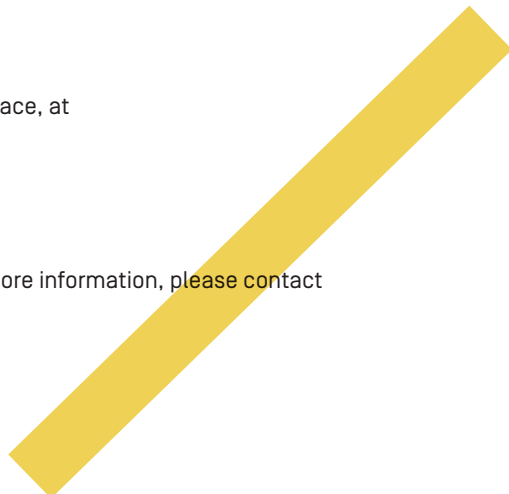 ace, at
ore information, please contact